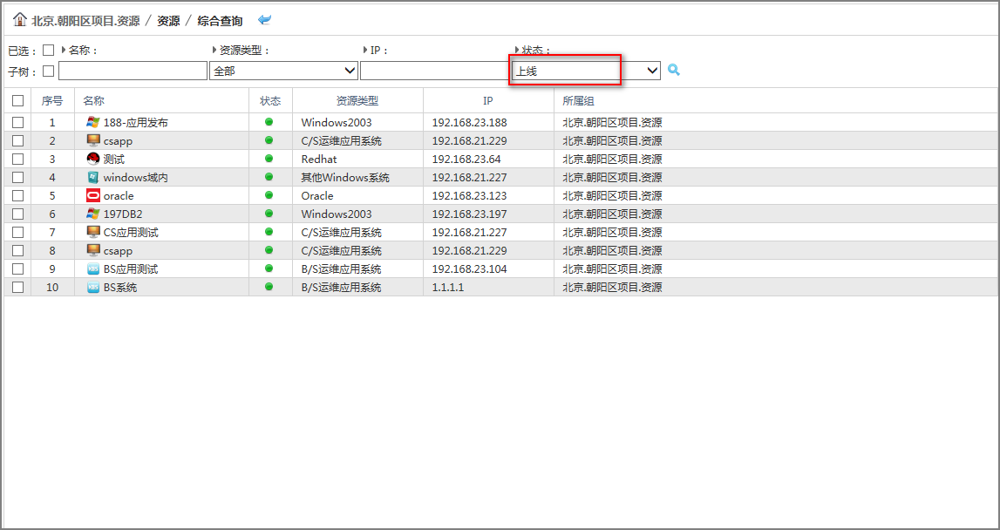 北京.朝阳区项目.资源 / 资源 / 综合查询
已选： 名称： 资源类型： IP： 状态：
子树： 全部 上线
序号 名称 状态 资源类型 IP 所属组
1 188-应用发布 Windows2003 192.168.23.188 北京.朝阳区项目.资源
2 csapp C/S运维应用系统 192.168.21.229 北京.朝阳区项目.资源
3 测试 Redhat 192.168.23.64 北京.朝阳区项目.资源
4 windows域内 其他Windows系统 192.168.21.227 北京.朝阳区项目.资源
5 oracle Oracle 192.168.23.123 北京.朝阳区项目.资源
6 197DB2 Windows2003 192.168.23.197 北京.朝阳区项目.资源
7 CS应用测试 C/S运维应用系统 192.168.21.227 北京.朝阳区项目.资源
8 csapp C/S运维应用系统 192.168.21.229 北京.朝阳区项目.资源
9 BS应用测试 B/S运维应用系统 192.168.23.104 北京.朝阳区项目.资源
10 BS系统 B/S运维应用系统 1.1.1.1 北京.朝阳区项目.资源